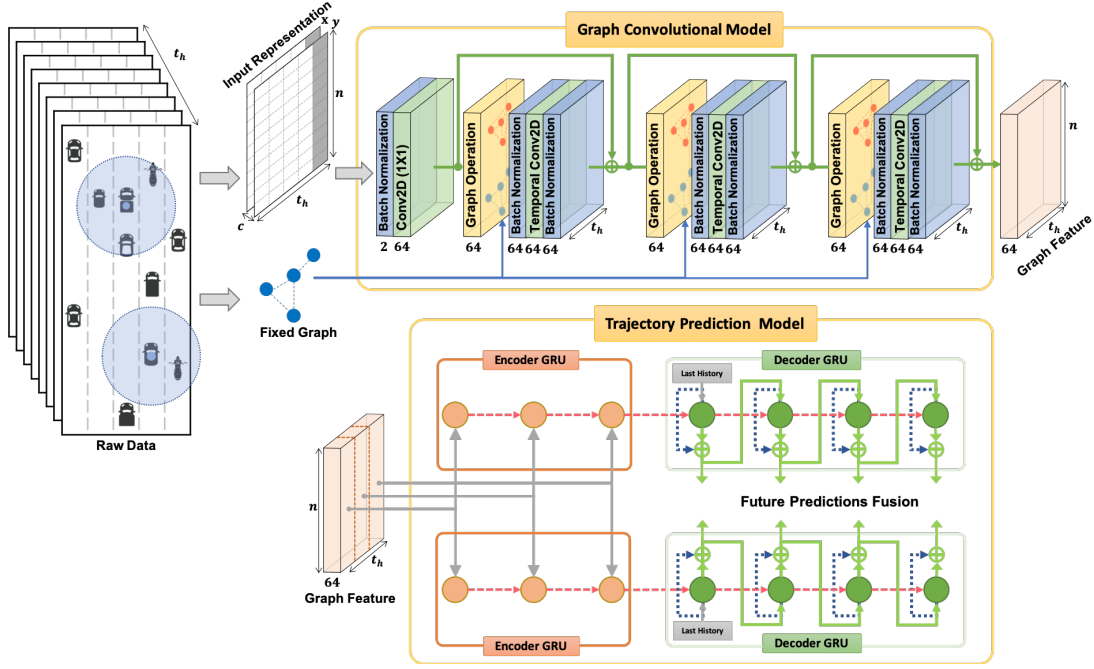 t_h
Raw Data
Input Representation
x y
n
t_h
c
Fixed Graph
Graph Convolutional Model
Batch Normalization
Conv2D (1X1)
2 64
Graph Operation
64
Batch Normalization
Temporal Conv2D
Batch Normalization
64 64 64
t_h
Graph Operation
64
Batch Normalization
Temporal Conv2D
Batch Normalization
64 64 64
t_h
Graph Operation
64
Batch Normalization
Temporal Conv2D
Batch Normalization
64 64 64
t_h
n
64
t_h
Graph Feature
Trajectory Prediction Model
Encoder GRU
Decoder GRU
Last History
n
64
t_h
Graph Feature
Future Predictions Fusion
Last History
Encoder GRU
Decoder GRU